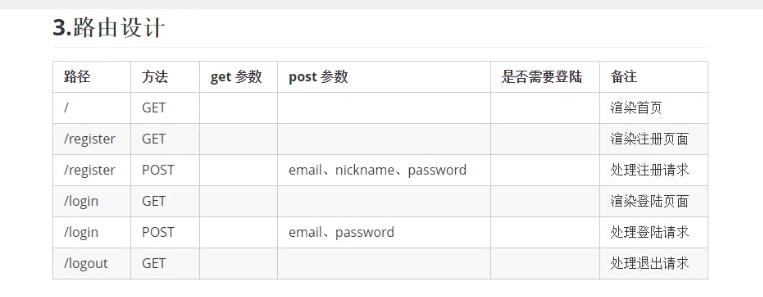 3.路由设计
路径 方法 get 参数 post 参数 是否需要登陆 备注
/ GET 渲染首页
/register GET 渲染注册页面
/register POST email、nickname、password 处理注册请求
/login GET 渲染登陆页面
/login POST email、password 处理登陆请求
/logout GET 处理退出请求